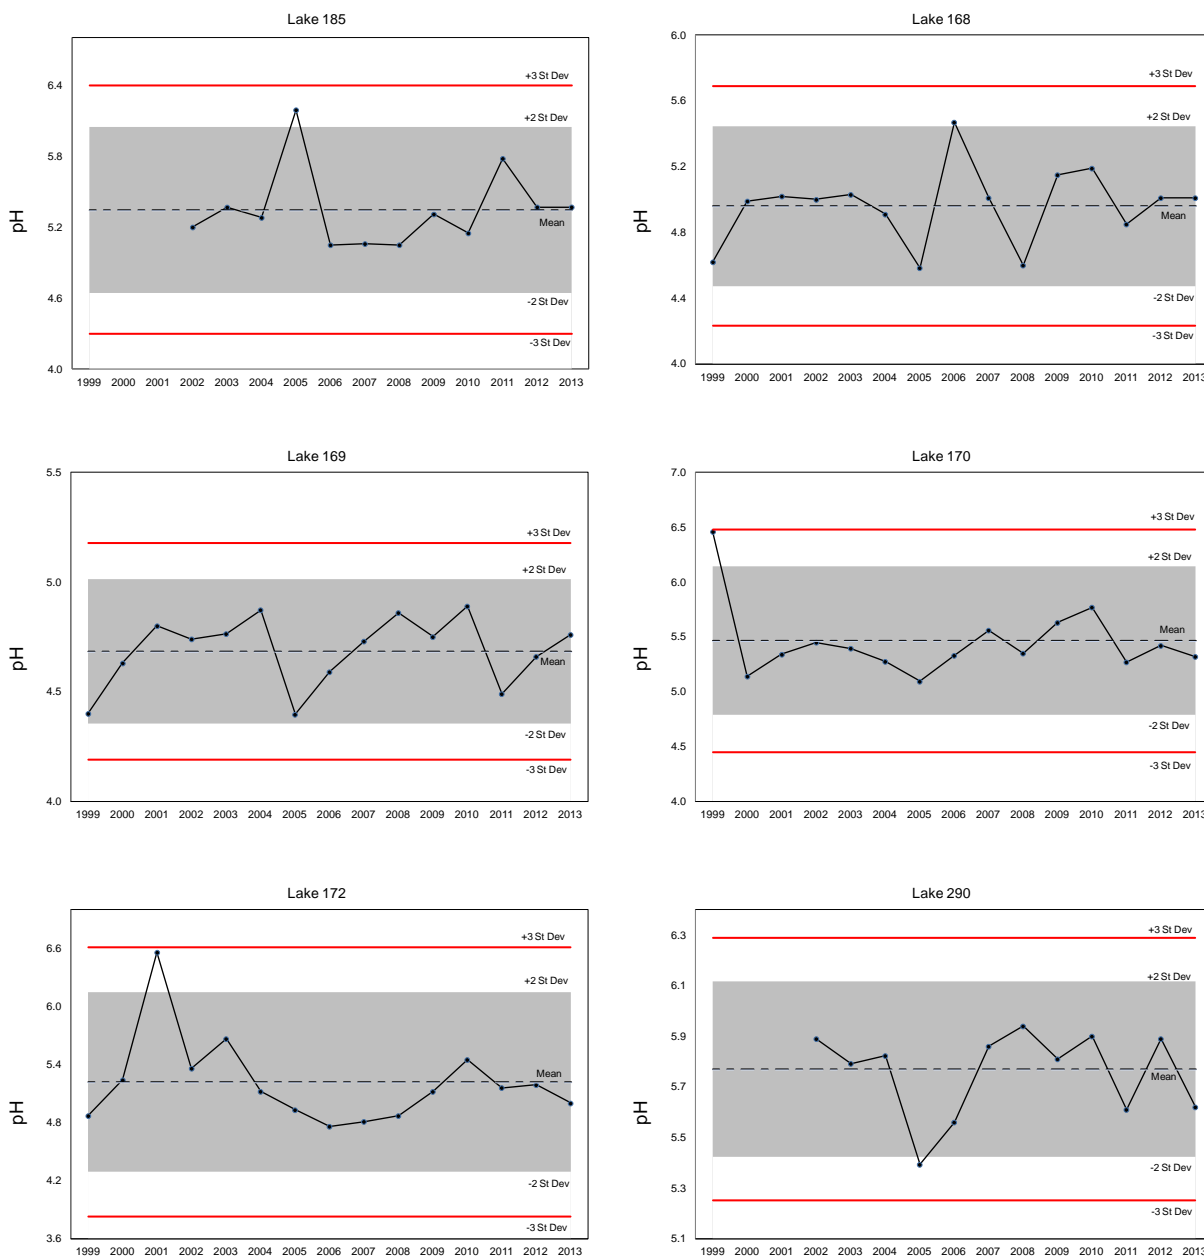 Lake 185
6.4
5.8
5.2
4.6
4.0
pH
+3 St Dev
+2 St Dev
Mean
-2 St Dev
-3 St Dev
1999 2000 2001 2002 2003 2004 2005 2006 2007 2008 2009 2010 2011 2012 2013
Lake 168
6.0
5.6
5.2
4.8
4.4
4.0
pH
+3 St Dev
+2 St Dev
Mean
-2 St Dev
-3 St Dev
1999 2000 2001 2002 2003 2004 2005 2006 2007 2008 2009 2010 2011 2012 2013
Lake 169
5.5
5.0
4.5
4.0
pH
+3 St Dev
+2 St Dev
Mean
-2 St Dev
-3 St Dev
1999 2000 2001 2002 2003 2004 2005 2006 2007 2008 2009 2010 2011 2012 2013
Lake 170
7.0
6.5
6.0
5.5
5.0
4.5
4.0
pH
+3 St Dev
+2 St Dev
Mean
-2 St Dev
-3 St Dev
1999 2000 2001 2002 2003 2004 2005 2006 2007 2008 2009 2010 2011 2012 2013
Lake 172
6.6
6.0
5.4
4.8
4.2
3.6
pH
+3 St Dev
+2 St Dev
Mean
-2 St Dev
-3 St Dev
1999 2000 2001 2002 2003 2004 2005 2006 2007 2008 2009 2010 2011 2012 2013
Lake 290
6.3
6.1
5.9
5.7
5.5
5.3
5.1
pH
+3 St Dev
+2 St Dev
Mean
-2 St Dev
-3 St Dev
1999 2000 2001 2002 2003 2004 2005 2006 2007 2008 2009 2010 2011 2012 2013